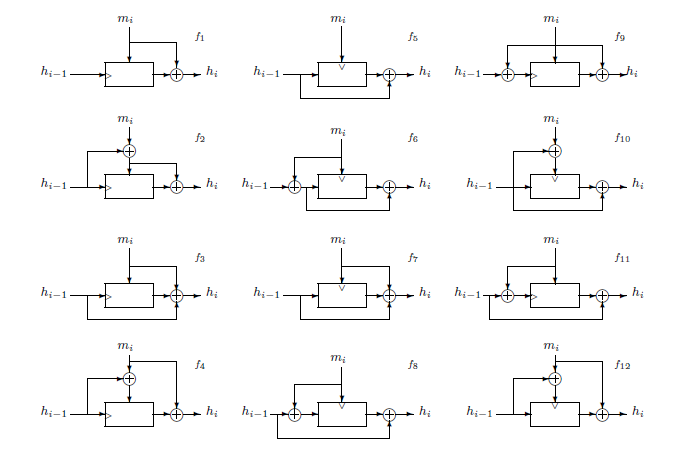 m_i m_i m_i
f_1 f_5 f_9
h_{i−1} h_i h_{i−1} h_i h_{i−1} h_i
m_i m_i m_i
f_2 f_6 f_10
h_{i−1} h_i h_{i−1} h_i h_{i−1} h_i
m_i m_i m_i
f_3 f_7 f_11
h_{i−1} h_i h_{i−1} h_i h_{i−1} h_i
m_i m_i m_i
f_4 f_8 f_12
h_{i−1} h_i h_{i−1} h_i h_{i−1} h_i